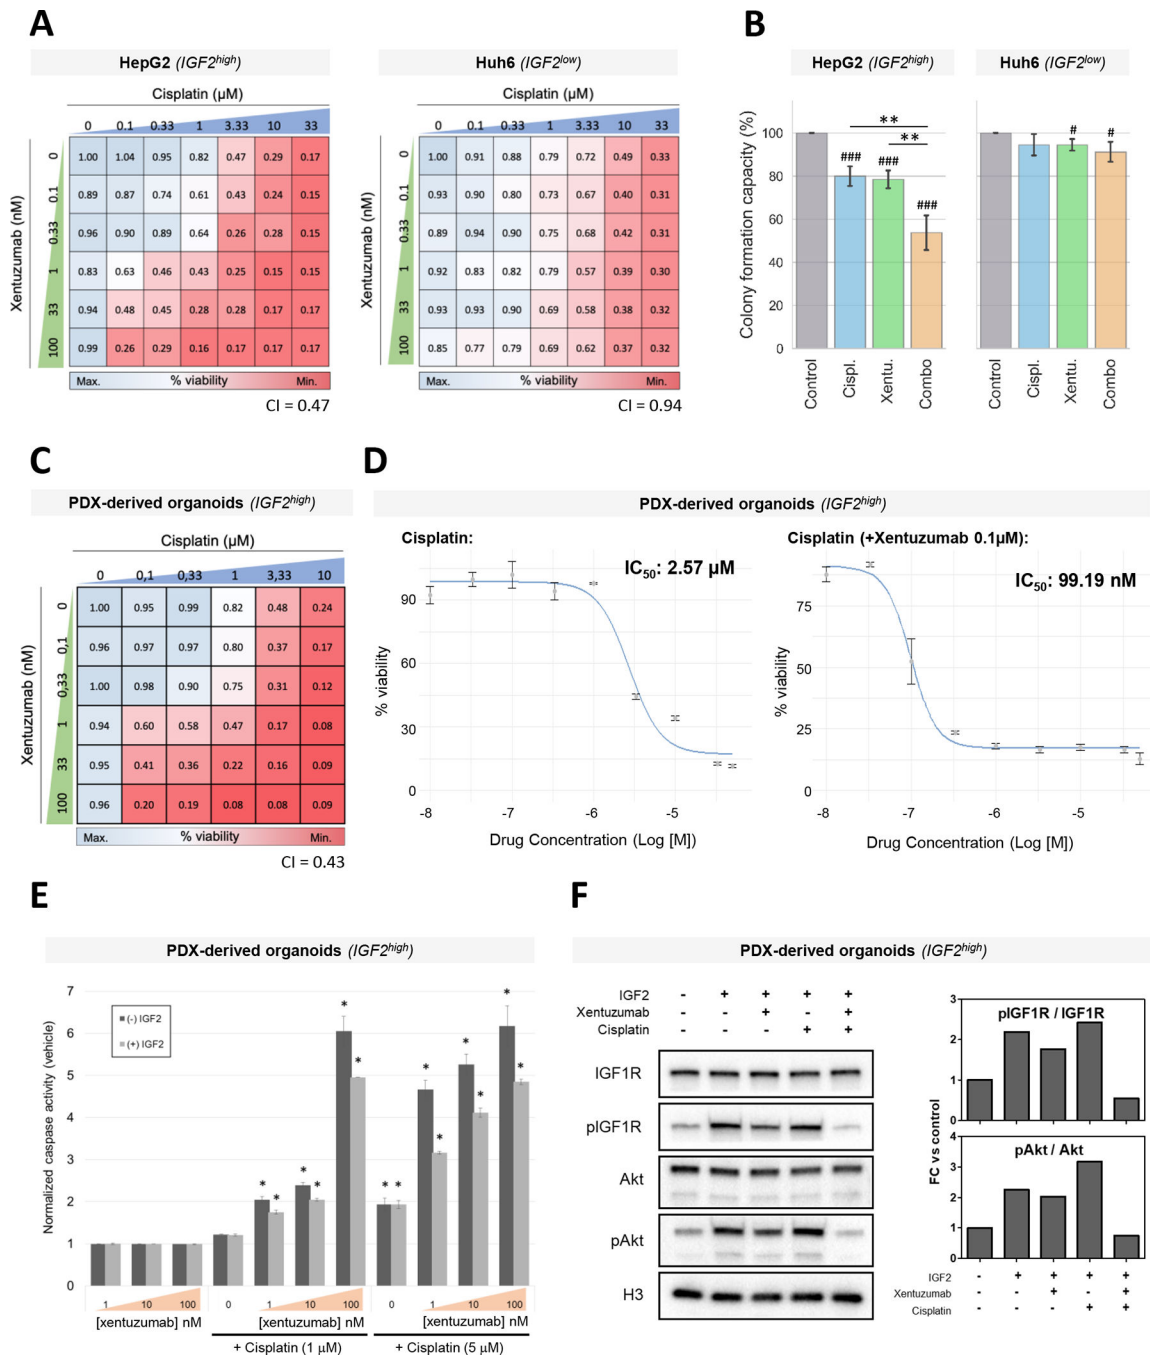 A
HepG2 (IGF2high)
Cisplatin (µM)
0 0.1 0.33 1 3.33 10 33
Xentuzumab (nM)
0 1.00 1.04 0.95 0.82 0.47 0.29 0.17
0.1 0.89 0.87 0.74 0.61 0.43 0.24 0.15
0.33 0.96 0.90 0.89 0.64 0.26 0.28 0.15
1 0.83 0.63 0.46 0.43 0.25 0.15 0.15
33 0.94 0.48 0.45 0.28 0.28 0.17 0.17
100 0.99 0.26 0.29 0.16 0.17 0.17 0.17
Max. % viability Min.
CI = 0.47
Huh6 (IGF2low)
Cisplatin (µM)
0 0.1 0.33 1 3.33 10 33
Xentuzumab (nM)
0 1.00 0.91 0.88 0.79 0.72 0.49 0.33
0.1 0.93 0.90 0.80 0.73 0.67 0.40 0.31
0.33 0.89 0.94 0.90 0.75 0.68 0.42 0.31
1 0.92 0.83 0.82 0.79 0.57 0.39 0.30
33 0.93 0.93 0.90 0.69 0.58 0.38 0.32
100 0.85 0.77 0.79 0.69 0.62 0.37 0.32
Max. % viability Min.
CI = 0.94
B
HepG2 (IGF2high)
Huh6 (IGF2low)
Colony formation capacity (%)
100
80
60
40
20
0
**
**
### ### ###
# #
Control Cispl. Xentu. Combo
Control Cispl. Xentu. Combo
C
PDX-derived organoids (IGF2high)
Cisplatin (µM)
0 0,1 0,33 1 3,33 10
Xentuzumab (nM)
0 1.00 0.95 0.99 0.82 0.48 0.24
0,1 0.96 0.97 0.97 0.80 0.37 0.17
0,33 1.00 0.98 0.90 0.75 0.31 0.12
1 0.94 0.60 0.58 0.47 0.17 0.08
33 0.95 0.41 0.36 0.22 0.16 0.09
100 0.96 0.20 0.19 0.08 0.08 0.09
Max. % viability Min.
CI = 0.43
D
PDX-derived organoids (IGF2high)
Cisplatin:
IC50: 2.57 µM
% viability
90
60
30
0
-8 -7 -6 -5
Drug Concentration (Log [M])
Cisplatin (+Xentuzumab 0.1µM):
IC50: 99.19 nM
% viability
75
50
25
0
-8 -7 -6 -5
Drug Concentration (Log [M])
E
PDX-derived organoids (IGF2high)
Normalized caspase activity (vehicle)
7
6
5
4
3
2
1
0
(-) IGF2
(+) IGF2
* * * * * * * * * * * * * *
1 10 100 0 1 10 100 0 1 10 100
[xentuzumab] nM [xentuzumab] nM [xentuzumab] nM
+ Cisplatin (1 µM) + Cisplatin (5 µM)
F
PDX-derived organoids (IGF2high)
IGF2 - + + + +
Xentuzumab - - + - +
Cisplatin - - - + +
IGF1R
pIGF1R
Akt
pAkt
H3
FC vs control
pIGF1R / IGF1R
3
2
1
0
pAkt / Akt
4
3
2
1
0
IGF2 - + + + +
Xentuzumab - - + - +
Cisplatin - - - + +